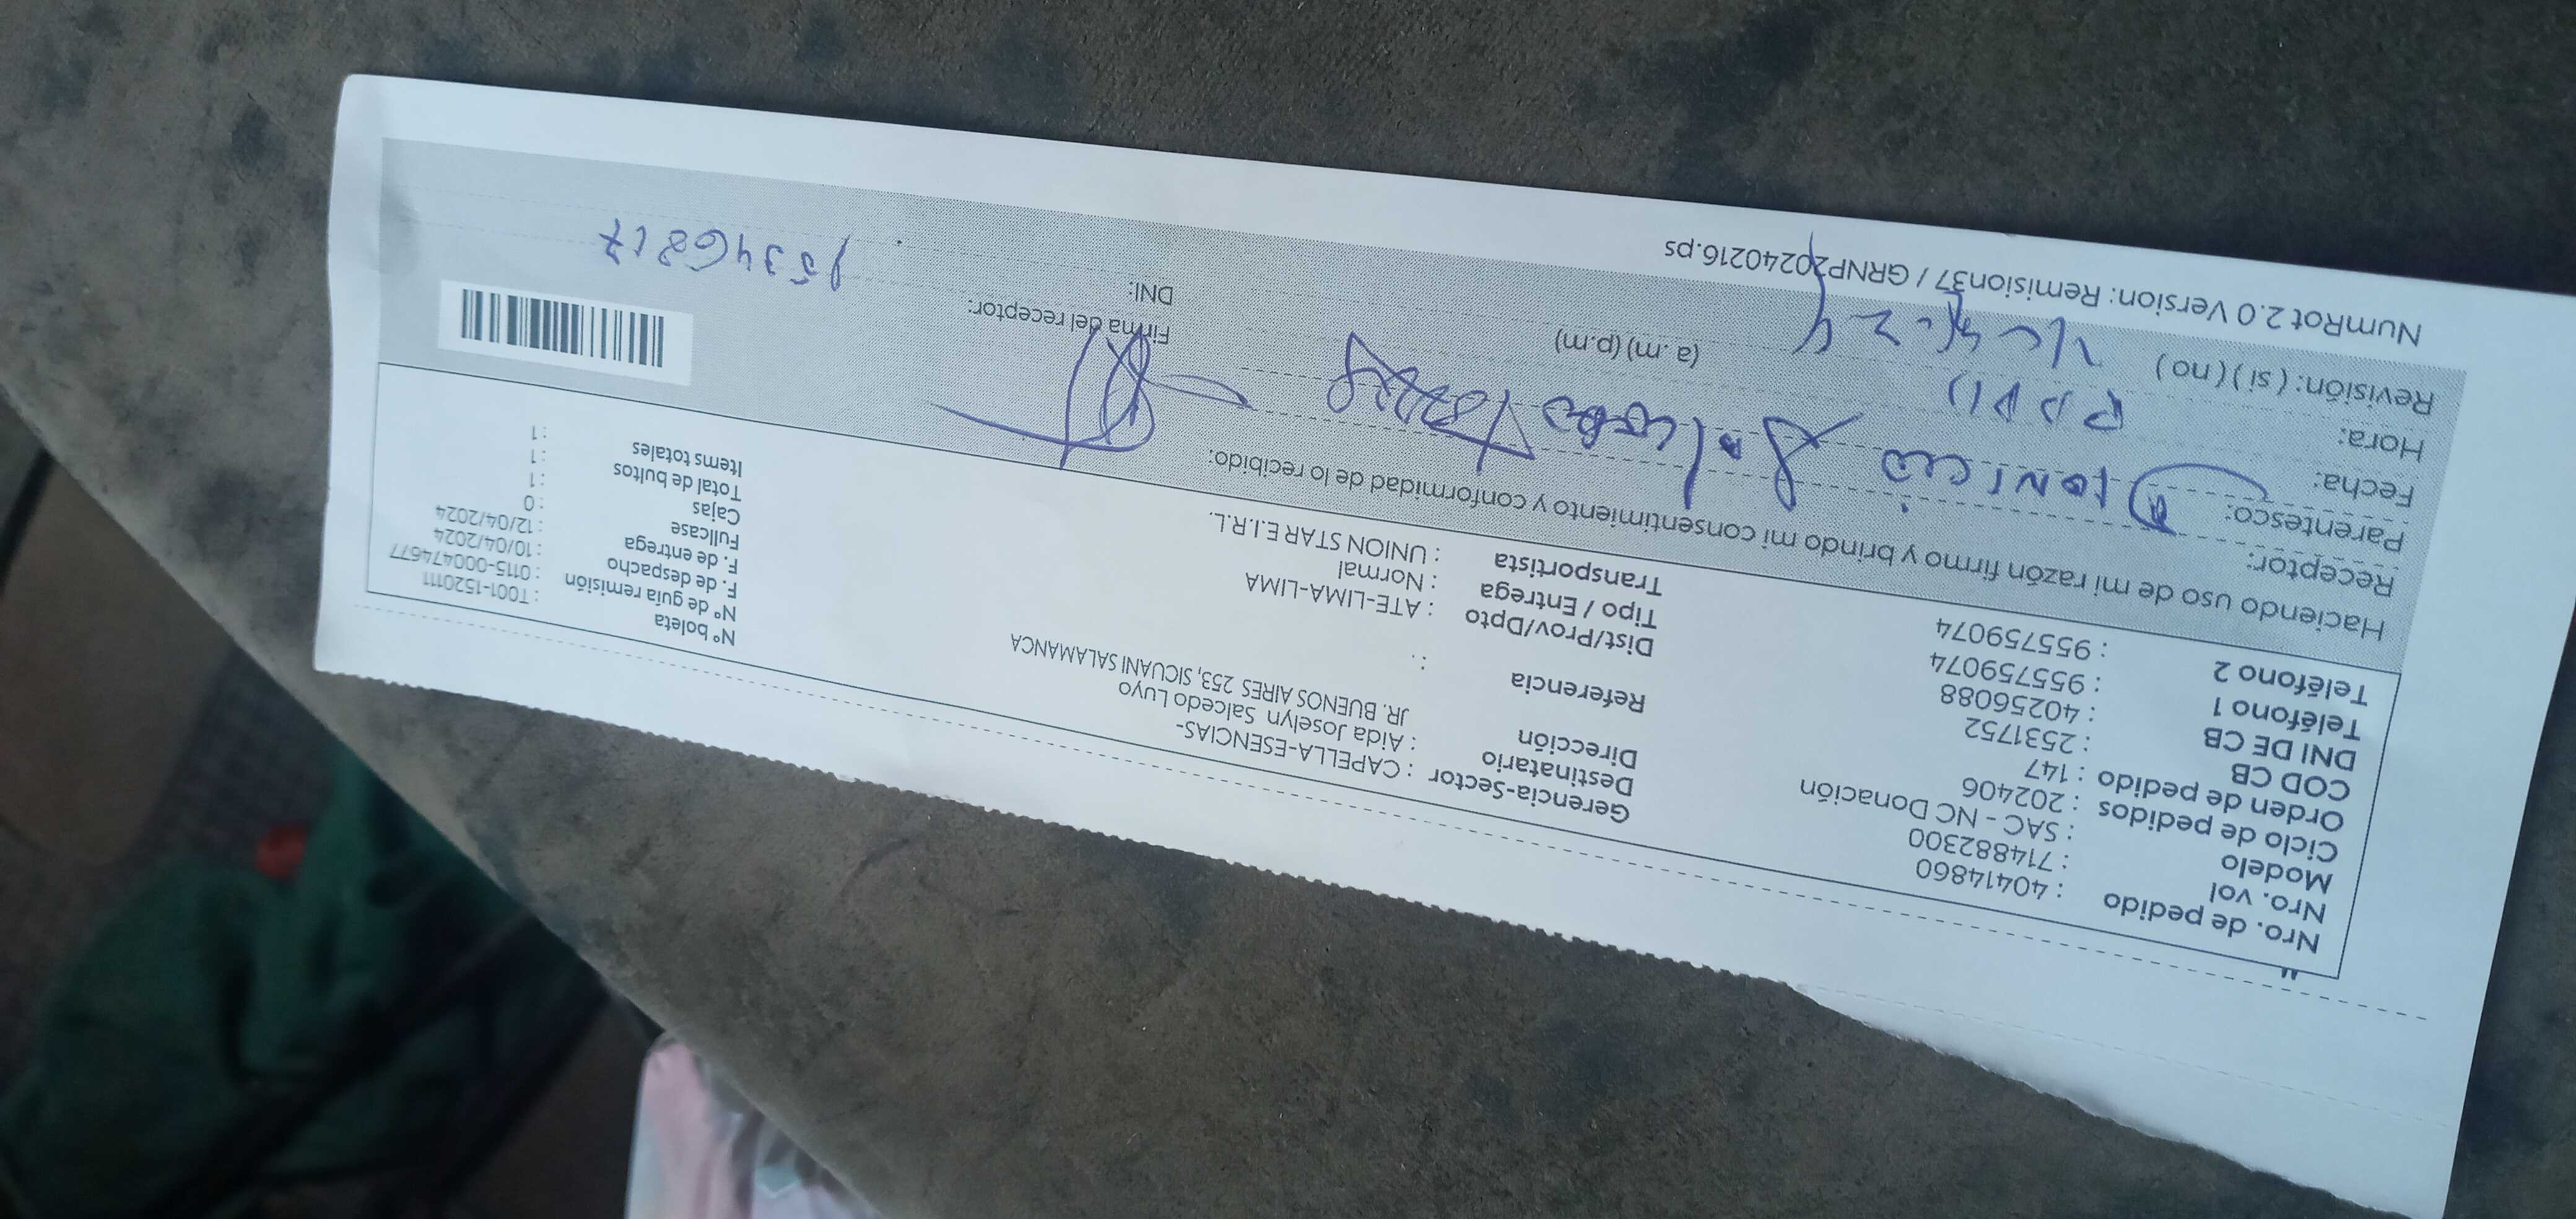 Nro. de pedido : 40414860
Nro. vol : 714882300
Modelo : SAC - NC Donación
Ciclo de pedidos : 202406
Orden de pedido : 147
COD CB : 2531752
DNI DE CB : 40256088
Teléfono 1 : 955759074
Teléfono 2 : 955759074
Gerencia-Sector : CAPELLA-ESENCIAS-
Destinatario : Aida Joselyn Salcedo Luyo
Dirección JR. BUENOS AIRES 253, SICUANI SALAMANCA
Referencia : .
Dist/Prov/Dpto : ATE-LIMA-LIMA
Tipo / Entrega : Normal
Transportista : UNION STAR E.I.R.L.
N° boleta : T001-1520111
N° de guía remisión : 0115-000474677
F. de despacho : 10/04/2024
F. de entrega : 12/04/2024
Fullcase : 0
Cajas : 1
Total de bultos : 1
Items totales : 1
Haciendo uso de mi razón firmo y brindo mi consentimiento y conformidad de lo recibido:
Receptor:
Parentesco:
Fecha:
Hora: (a .m) (p.m)
Revisión: ( si ) ( no )
Firma del receptor:
DNI:
NumRot 2.0 Version: Remision37 / GRNP20240216.ps